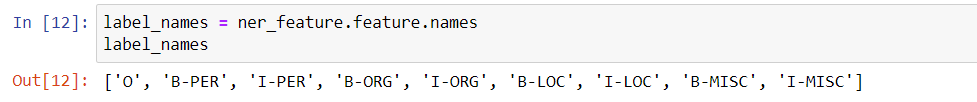 In [12]: label_names = ner_feature.feature.names
label_names
Out[12]: ['O', 'B-PER', 'I-PER', 'B-ORG', 'I-ORG', 'B-LOC', 'I-LOC', 'B-MISC', 'I-MISC']